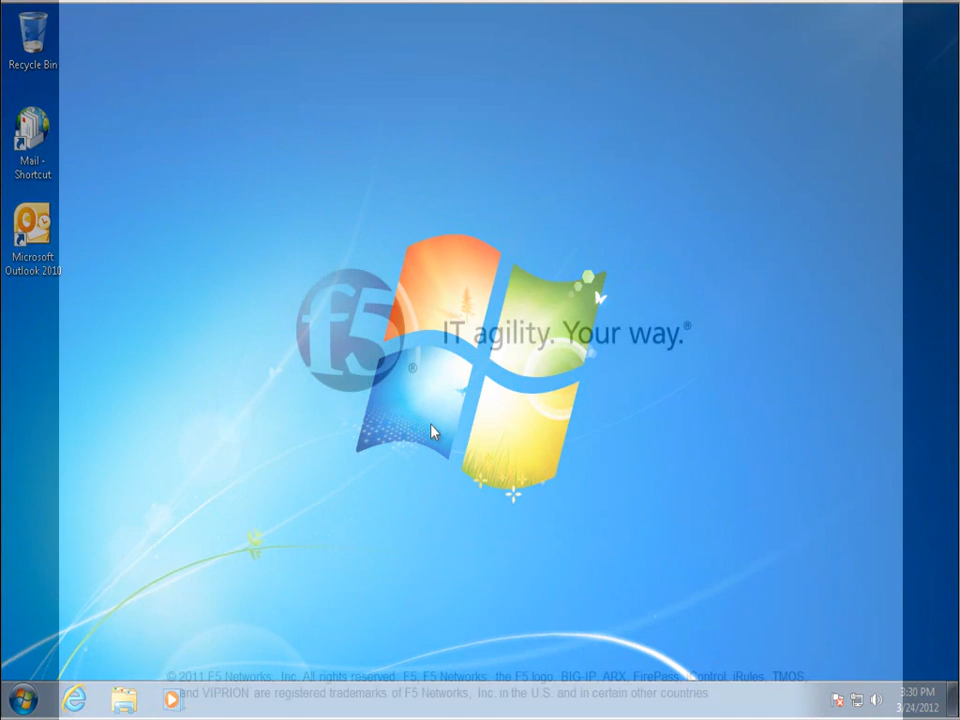 Recycle Bin
Mail -
Shortcut
Microsoft
Outlook 2010
f5
®
IT agility. Your way.®
© 2011 F5 Networks, Inc. All rights reserved. F5, F5 Networks, the F5 logo, BIG-IP, ARX, FirePass, iControl, iRules, TMOS,
and VIPRION are registered trademarks of F5 Networks, Inc. in the U.S. and in certain other countries
3:30 PM
3/24/2012